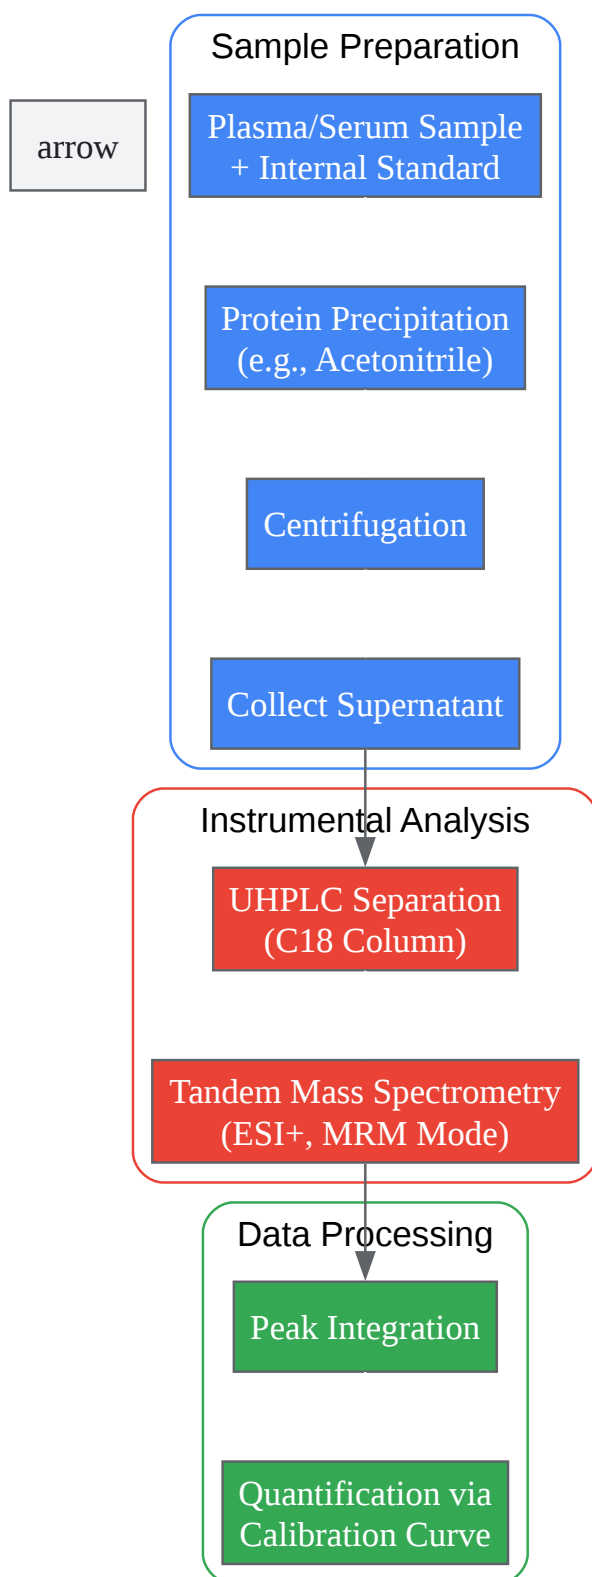 Sample Preparation
arrow
Plasma/Serum Sample
+ Internal Standard
Protein Precipitation
(e.g., Acetonitrile)
Centrifugation
Collect Supernatant
Instrumental Analysis
UHPLC Separation
(C18 Column)
Tandem Mass Spectrometry
(ESI+, MRM Mode)
Data Processing
Peak Integration
Quantification via
Calibration Curve